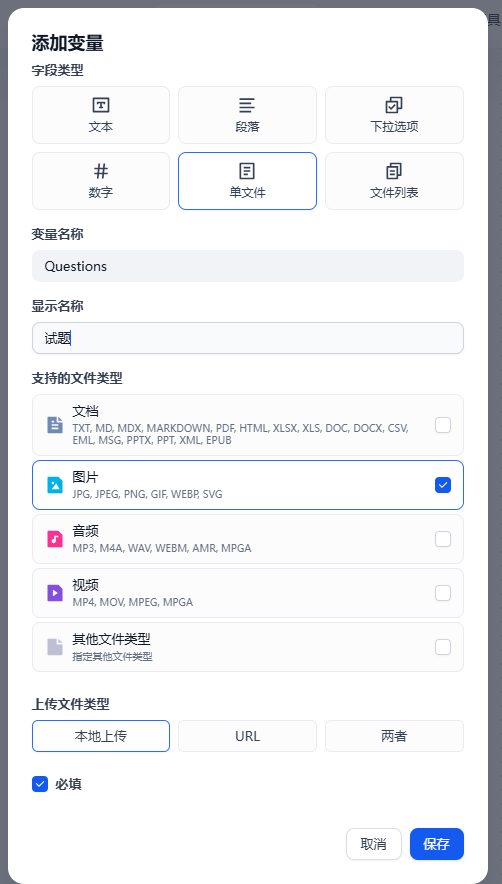 具
添加变量
字段类型
文本
段落
下拉选项
数字
单文件
文件列表
变量名称
Questions
显示名称
试题
支持的文件类型
文档
TXT, MD, MDX, MARKDOWN, PDF, HTML, XLSX, XLS, DOC, DOCX, CSV,
EML, MSG, PPTX, PPT, XML, EPUB
图片
JPG, JPEG, PNG, GIF, WEBP, SVG
音频
MP3, M4A, WAV, WEBM, AMR, MPGA
视频
MP4, MOV, MPEG, MPGA
其他文件类型
指定其他文件类型
上传文件类型
本地上传
URL
两者
必填
取消
保存